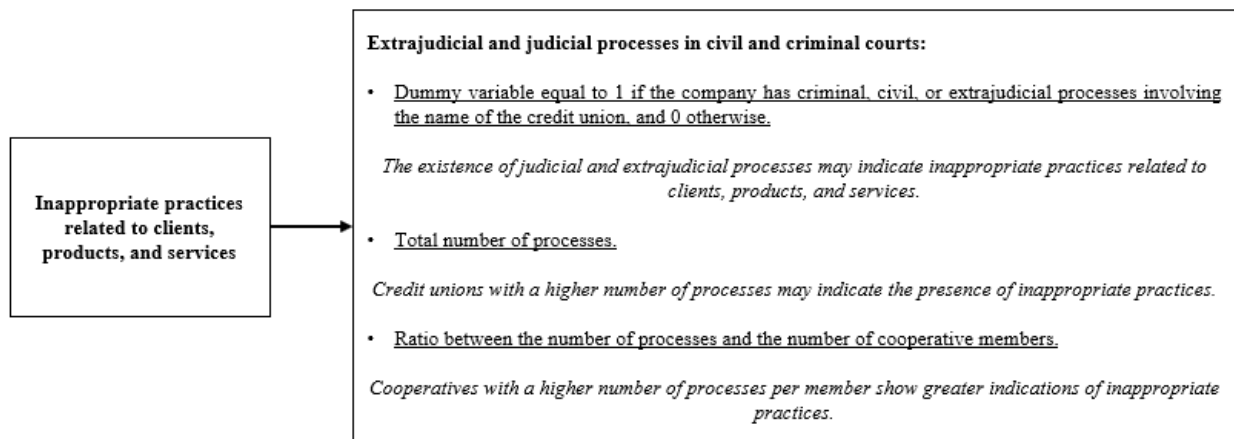 Inappropriate practices
related to clients,
products, and services
Extrajudicial and judicial processes in civil and criminal courts:
• Dummy variable equal to 1 if the company has criminal, civil, or extrajudicial processes involving
the name of the credit union, and 0 otherwise.
The existence of judicial and extrajudicial processes may indicate inappropriate practices related to
clients, products, and services.
• Total number of processes.
Credit unions with a higher number of processes may indicate the presence of inappropriate practices.
• Ratio between the number of processes and the number of cooperative members.
Cooperatives with a higher number of processes per member show greater indications of inappropriate
practices.